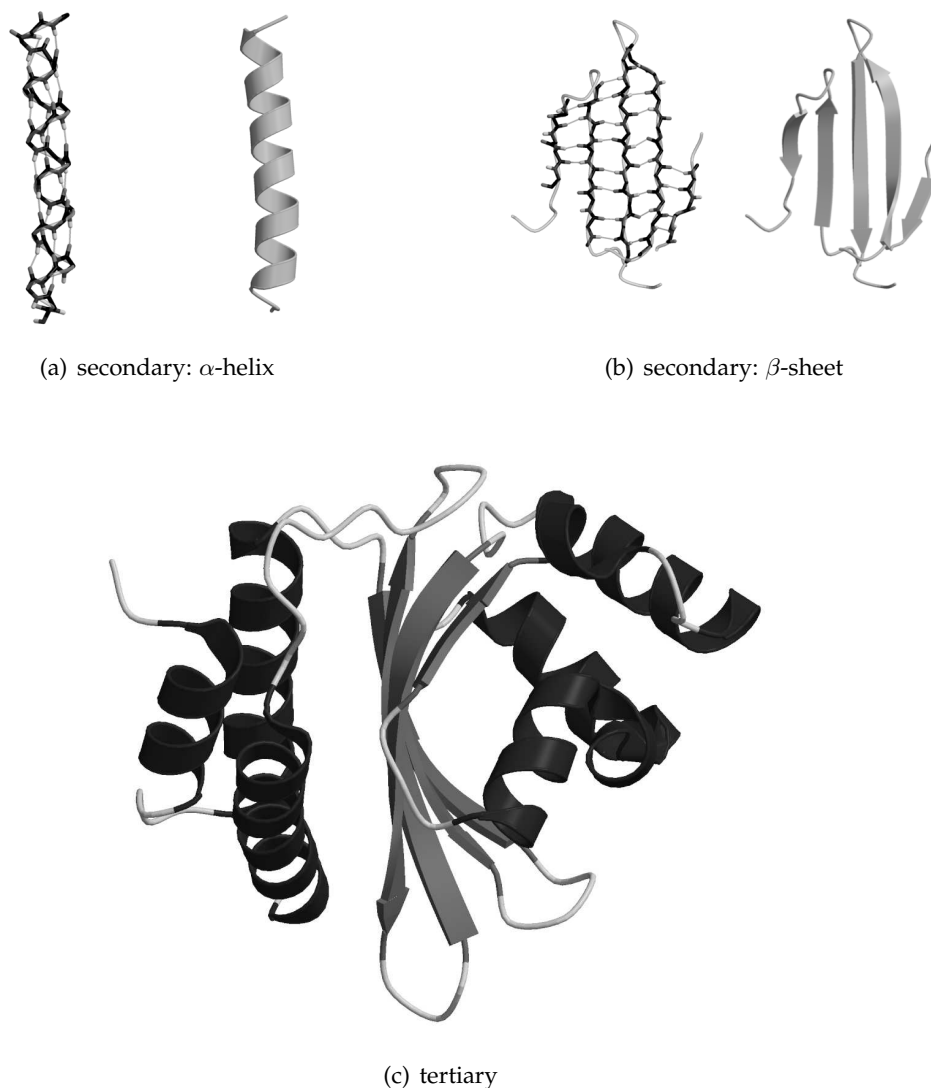 (a) secondary: α-helix
(b) secondary: β-sheet
(c) tertiary